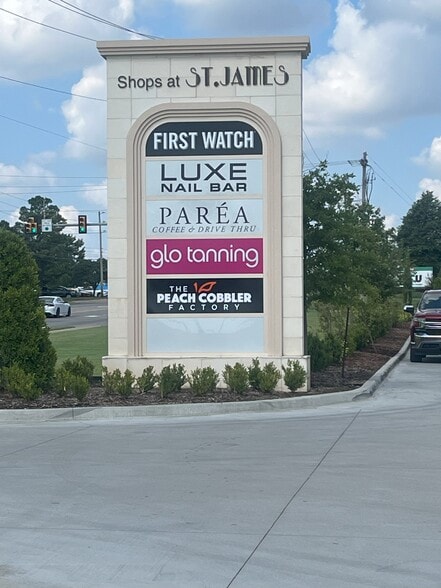 Shops at ST. JAMES
FIRST WATCH
LUXE
NAIL BAR
PARÉA
COFFEE & DRIVE THRU
glo tanning
THE
PEACH COBBLER
FACTORY